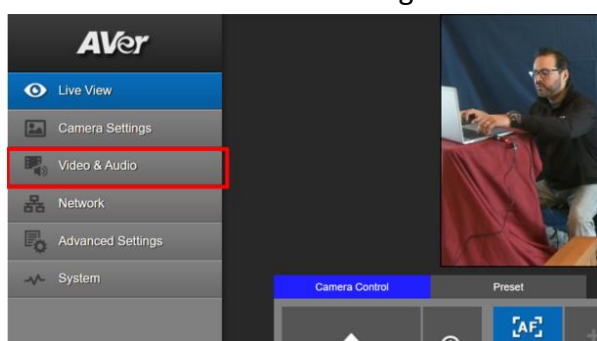 AVer
Live View
Camera Settings
Video & Audio
Network
Advanced Settings
System
Camera Control
Preset
AF